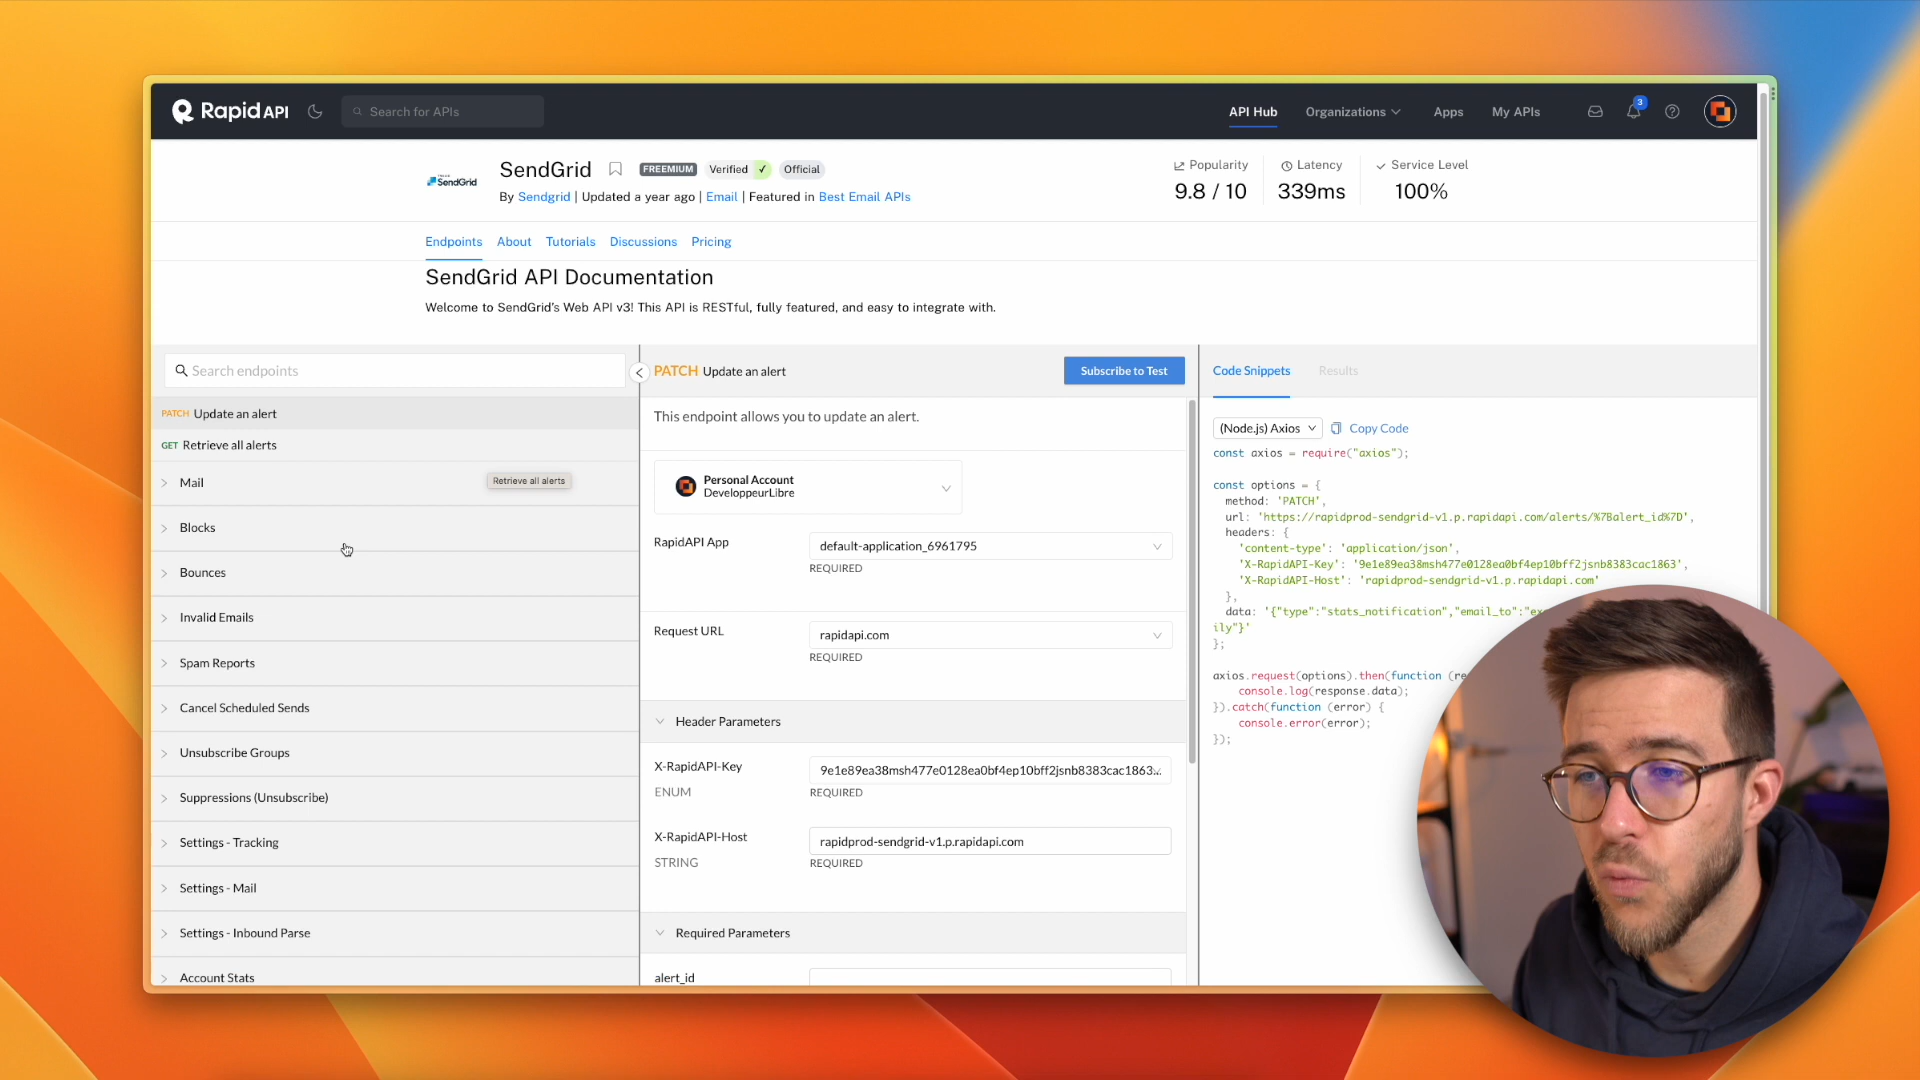 Rapid API
Search for APIs
API Hub
Organizations
Apps
My APIs
3
SendGrid
SendGrid
FREEMIUM
Verified ✓
Official
By Sendgrid | Updated a year ago | Email | Featured in Best Email APIs
Popularity
9.8 / 10
Latency
339ms
Service Level
100%
Endpoints
About
Tutorials
Discussions
Pricing
SendGrid API Documentation
Welcome to SendGrid's Web API v3! This API is RESTful, fully featured, and easy to integrate with.
Search endpoints
PATCH Update an alert
GET Retrieve all alerts
Mail
Retrieve all alerts
Blocks
Bounces
Invalid Emails
Spam Reports
Cancel Scheduled Sends
Unsubscribe Groups
Suppressions (Unsubscribe)
Settings - Tracking
Settings - Mail
Settings - Inbound Parse
Account Stats
PATCH Update an alert
Subscribe to Test
This endpoint allows you to update an alert.
Personal Account
DeveloppeurLibre
RapidAPI App
default-application_6961795
REQUIRED
Request URL
rapidapi.com
REQUIRED
Header Parameters
X-RapidAPI-Key
9e1e89ea38msh477e0128ea0bf4ep10bff2jsnb8383cac1863...
ENUM
REQUIRED
X-RapidAPI-Host
rapidprod-sendgrid-v1.p.rapidapi.com
STRING
REQUIRED
Required Parameters
alert_id
Code Snippets
Results
(Node.js) Axios
Copy Code
const axios = require("axios");
const options = {
method: 'PATCH',
url: 'https://rapidprod-sendgrid-v1.p.rapidapi.com/alerts/%7Balert_id%7D',
headers: {
'content-type': 'application/json',
'X-RapidAPI-Key': '9e1e89ea38msh477e0128ea0bf4ep10bff2jsnb8383cac1863',
'X-RapidAPI-Host': 'rapidprod-sendgrid-v1.p.rapidapi.com'
},
data: '{"type":"stats_notification","email_to":"ex
ily"}'
};
axios.request(options).then(function (re
console.log(response.data);
}).catch(function (error) {
console.error(error);
});